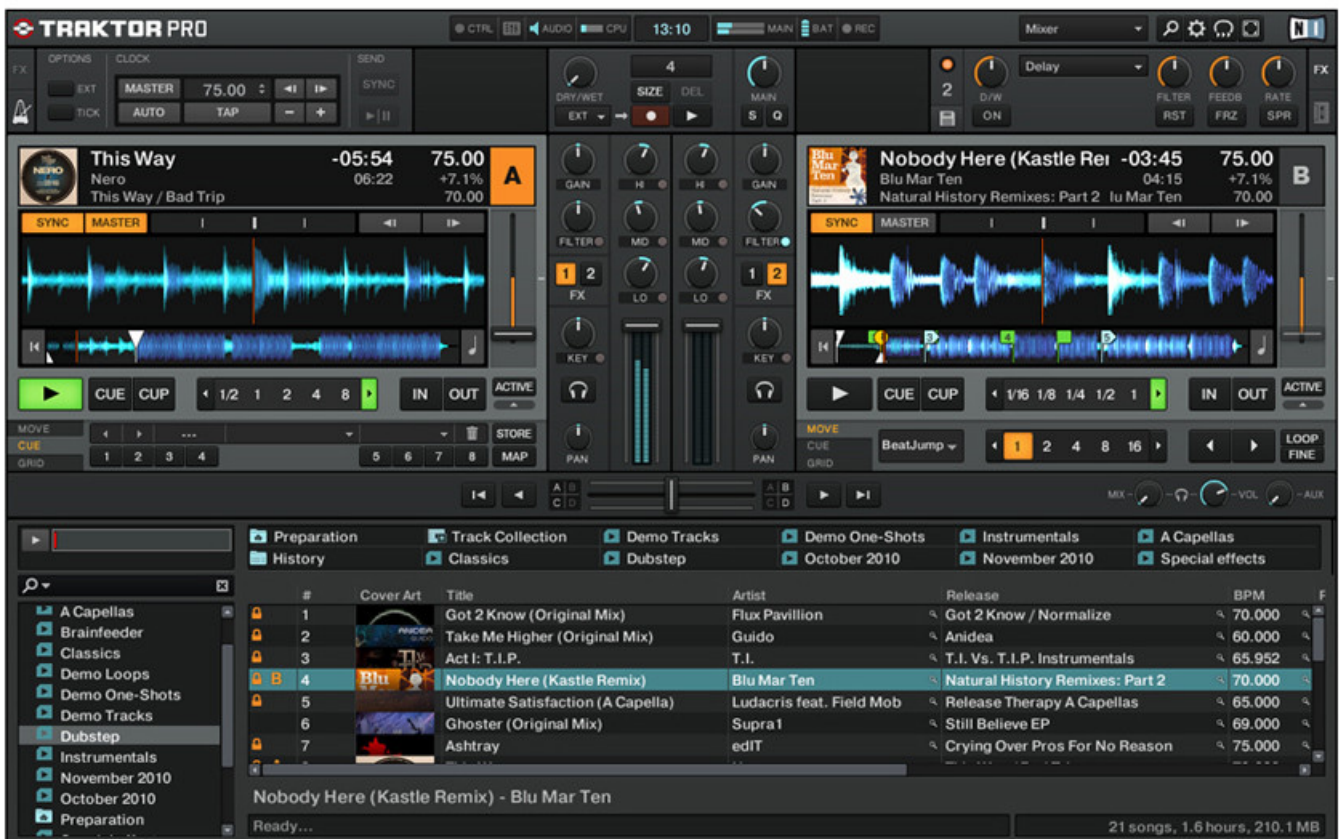 TRAKTOR PRO
CTRL AUDIO CPU 13:10 MAIN BAT REC
Mixer
FX
OPTIONS CLOCK SEND
EXT MASTER 75.00 SYNC
TICK AUTO TAP - +
DRY/WET
4
SIZE DEL
EXT
MAIN
S Q
2
D/W
ON
Delay
FILTER FEEDB RATE
RST FRZ SPR
FX
This Way -05:54 75.00
Nero 06:22 +7.1%
This Way / Bad Trip 70.00
A
SYNC MASTER
CUE CUP 1/2 1 2 4 8 IN OUT ACTIVE
MOVE
CUE
GRID
... STORE
1 2 3 4 5 6 7 8 MAP
GAIN HI HI GAIN
FILTER MD MD FILTER
1 2 LO LO 1 2
FX FX
KEY KEY
PAN PAN
Blu
Mar
Ten
Nobody Here (Kastle Rei -03:45 75.00
Blu Mar Ten 04:15 +7.1%
Natural History Remixes: Part 2 lu Mar Ten 70.00
B
SYNC MASTER
3 4 5
CUE CUP 1/16 1/8 1/4 1/2 1 IN OUT ACTIVE
MOVE
CUE
GRID
BeatJump 1 2 4 8 16 LOOP
FINE
A B
C D
A B
C D
MIX VOL AUX
Preparation Track Collection Demo Tracks Demo One-Shots Instrumentals A Capellas
History Classics Dubstep October 2010 November 2010 Special effects
A Capellas
Brainfeeder
Classics
Demo Loops
Demo One-Shots
Demo Tracks
Dubstep
Instrumentals
November 2010
October 2010
Preparation
# Cover Art Title Artist Release BPM
1 Got 2 Know (Original Mix) Flux Pavillion Got 2 Know / Normalize 70.000
2 Take Me Higher (Original Mix) Guido Anidea 60.000
3 Act I: T.I.P. T.I. T.I. Vs. T.I.P. Instrumentals 65.952
B 4 Nobody Here (Kastle Remix) Blu Mar Ten Natural History Remixes: Part 2 70.000
5 Ultimate Satisfaction (A Capella) Ludacris feat. Field Mob Release Therapy A Capellas 65.000
6 Ghoster (Original Mix) Supra1 Still Believe EP 69.000
7 Ashtray edIT Crying Over Pros For No Reason 75.000
Nobody Here (Kastle Remix) - Blu Mar Ten
Ready...
21 songs, 1.6 hours, 210.1 MB